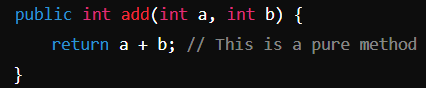 public int add(int a, int b) {
    return a + b; // This is a pure method
}